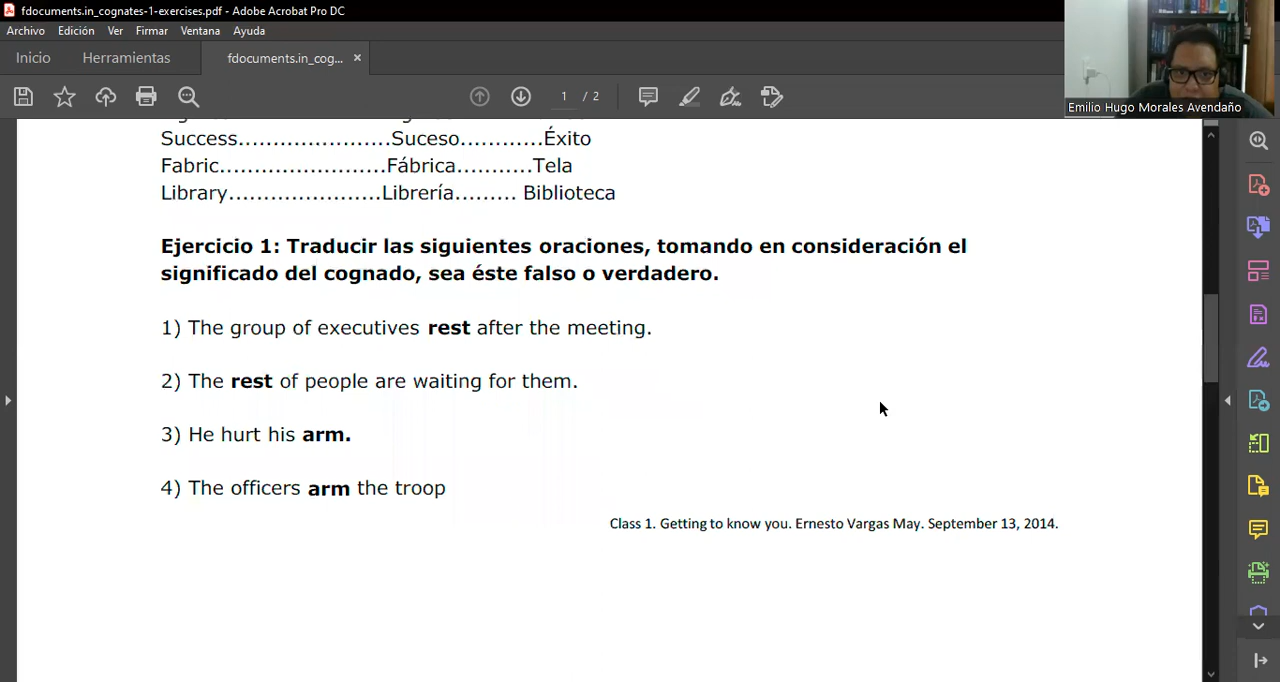 fdocuments.in_cognates-1-exercises.pdf - Adobe Acrobat Pro DC
Archivo Edición Ver Firmar Ventana Ayuda
Inicio Herramientas fdocuments.in_cog... ×
1 / 2
Emilio Hugo Morales Avendaño
Success......................Suceso............Éxito
Fabric........................Fábrica...........Tela
Library......................Librería......... Biblioteca
Ejercicio 1: Traducir las siguientes oraciones, tomando en consideración el
significado del cognado, sea éste falso o verdadero.
1) The group of executives rest after the meeting.
2) The rest of people are waiting for them.
3) He hurt his arm.
4) The officers arm the troop
Class 1. Getting to know you. Ernesto Vargas May. September 13, 2014.